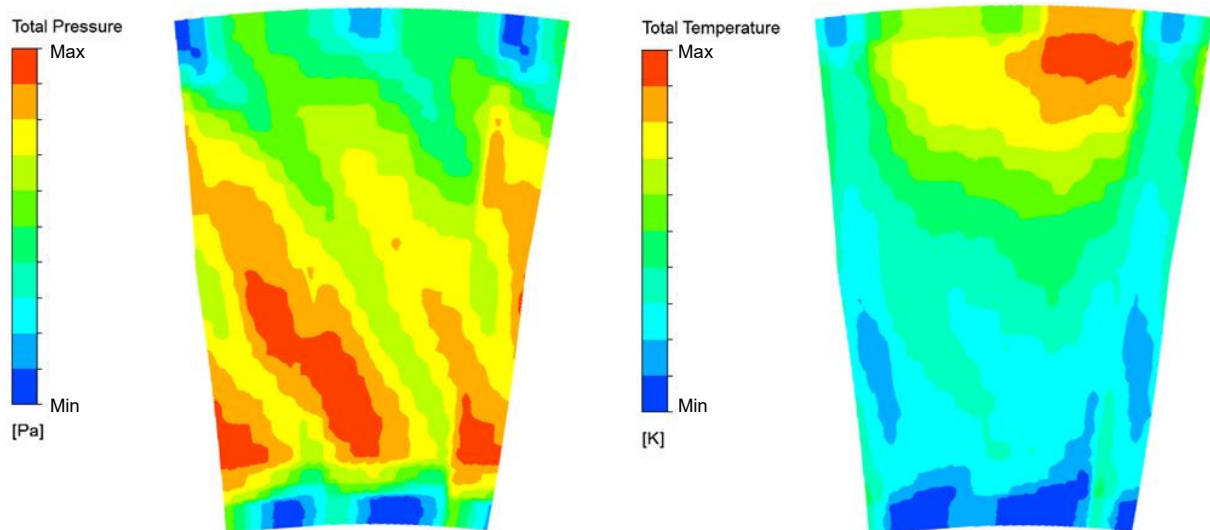 Total Pressure
Max
Min
[Pa]
Total Temperature
Max
Min
[K]